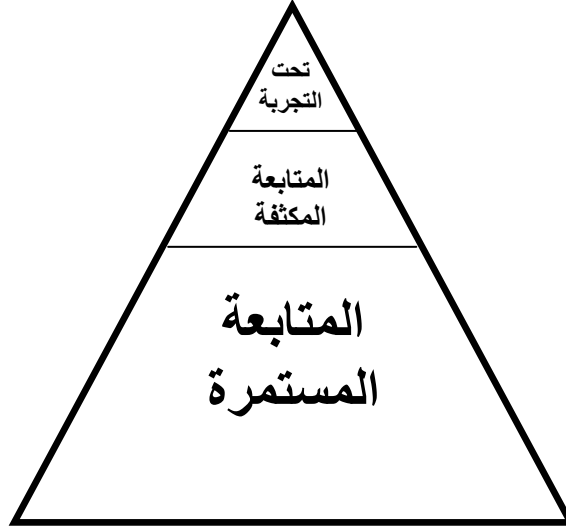 تحت
التجربة
المتابعة
المكثفة
المتابعة
المستمرة